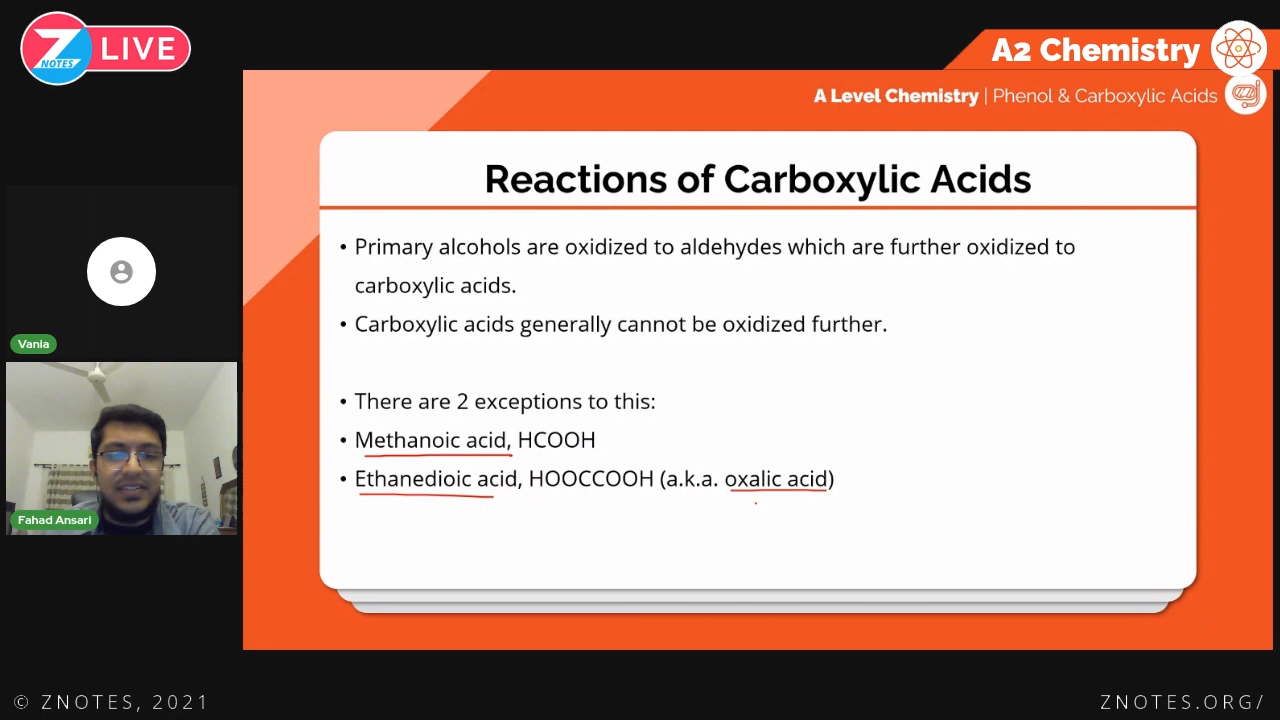 Z NOTES LIVE
A2 Chemistry
A Level Chemistry | Phenol & Carboxylic Acids
Reactions of Carboxylic Acids
• Primary alcohols are oxidized to aldehydes which are further oxidized to
carboxylic acids.
• Carboxylic acids generally cannot be oxidized further.
• There are 2 exceptions to this:
• Methanoic acid, HCOOH
• Ethanedioic acid, HOOCCOOH (a.k.a. oxalic acid)
Vania
Fahad Ansari
© ZNOTES, 2021
ZNOTES.ORG/